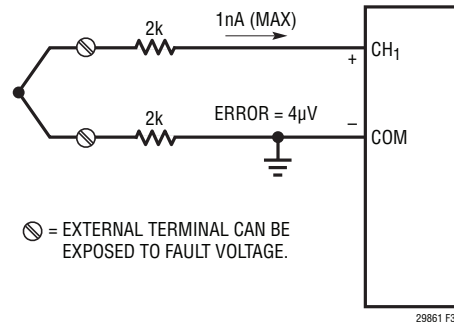 1nA (MAX)
2k
+
CH1
2k
ERROR = 4µV
–
COM
= EXTERNAL TERMINAL CAN BE
EXPOSED TO FAULT VOLTAGE.
29861 F3